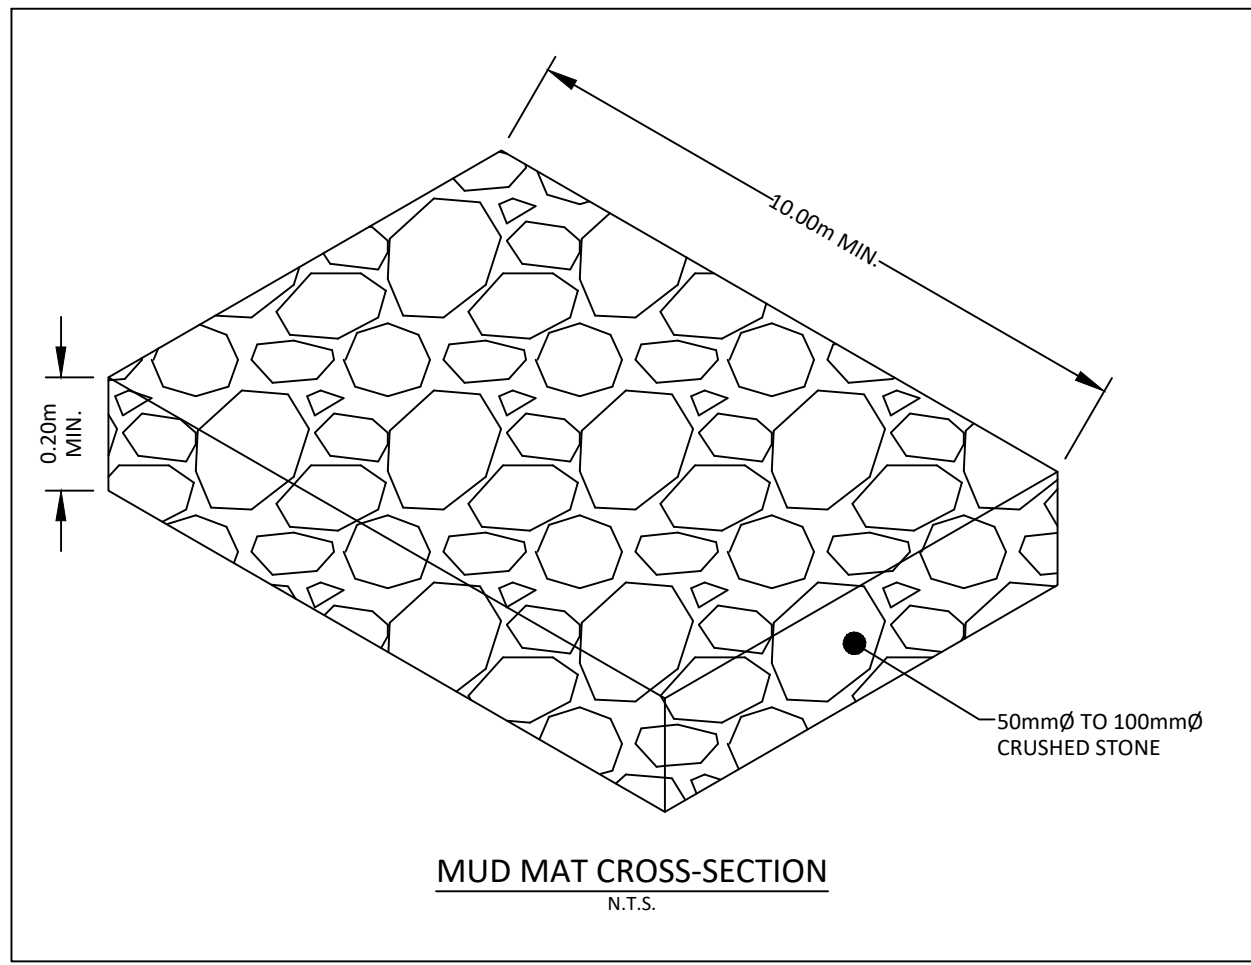 10.00m MIN.
0.20m
MIN.
50mmØ TO 100mmØ
CRUSHED STONE
MUD MAT CROSS-SECTION
N.T.S.